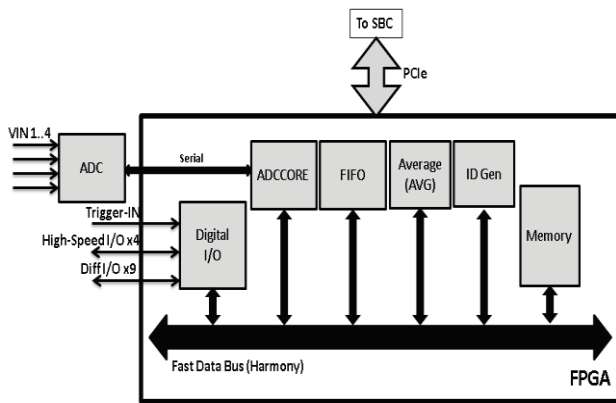 To SBC
PCIe
VIN 1..4
ADC
Serial
ADCCORE
FIFO
Average
(AVG)
ID Gen
Memory
Trigger-IN
High-Speed I/O x4
Diff I/O x9
Digital
I/O
Fast Data Bus (Harmony)
FPGA